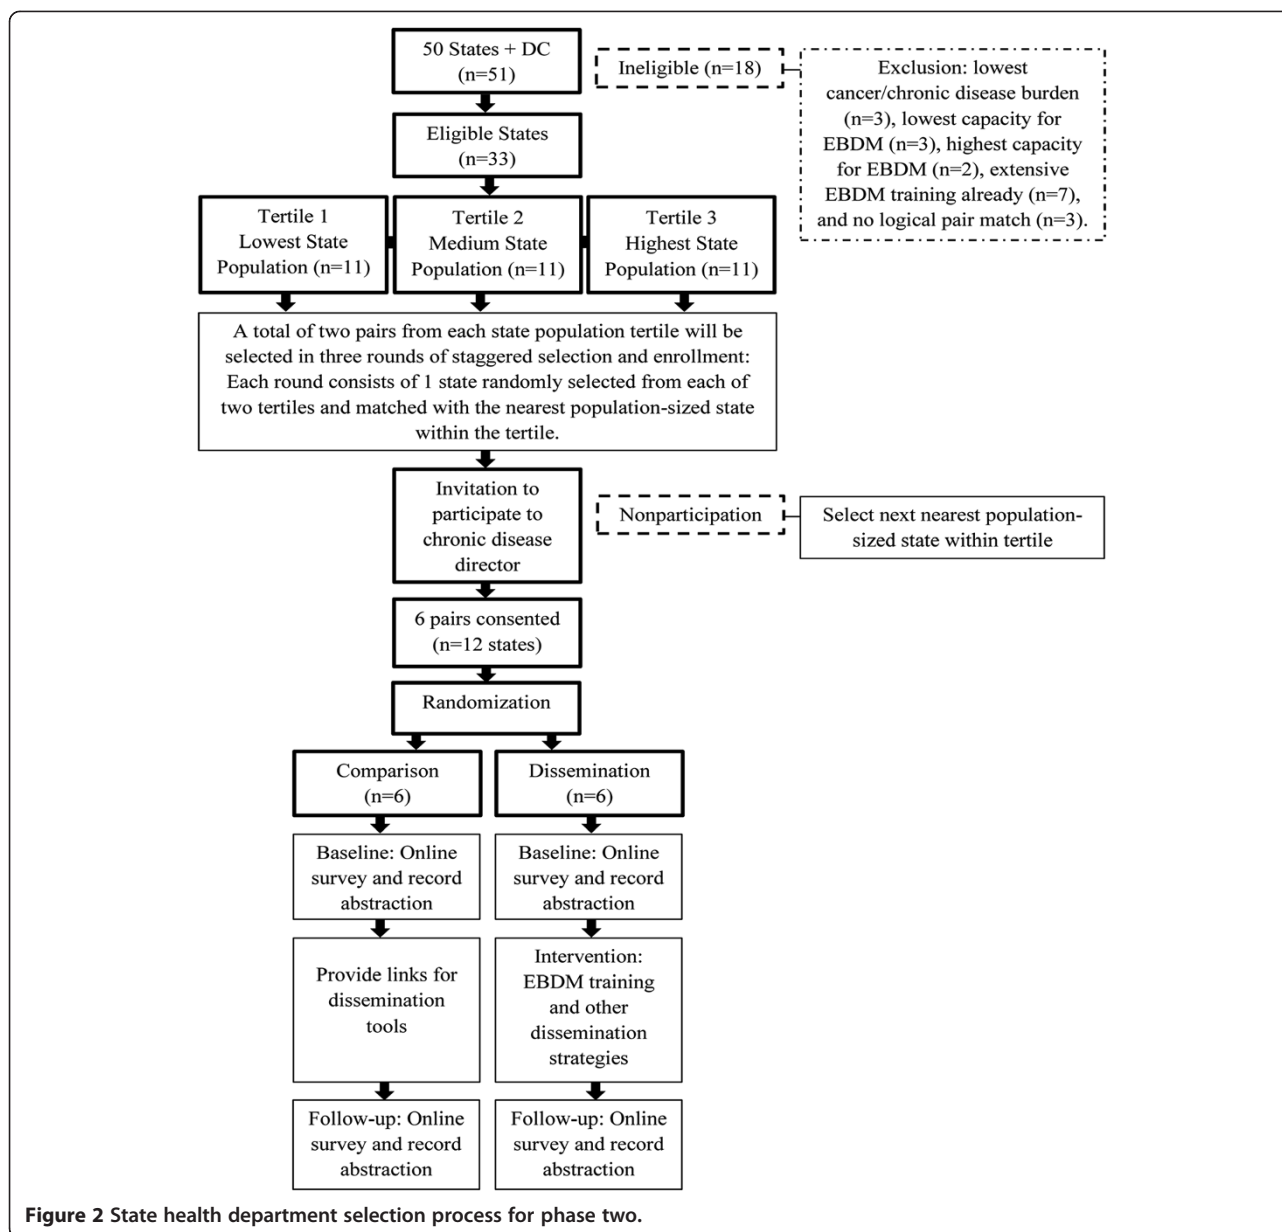 50 States + DC
(n=51)
Ineligible (n=18)
Exclusion: lowest
cancer/chronic disease burden
(n=3), lowest capacity for
EBDM (n=3), highest capacity
for EBDM (n=2), extensive
EBDM training already (n=7),
and no logical pair match (n=3).
Eligible States
(n=33)
Tertile 1
Lowest State
Population (n=11)
Tertile 2
Medium State
Population (n=11)
Tertile 3
Highest State
Population (n=11)
A total of two pairs from each state population tertile will be
selected in three rounds of staggered selection and enrollment:
Each round consists of 1 state randomly selected from each of
two tertiles and matched with the nearest population-sized state
within the tertile.
Invitation to
participate to
chronic disease
director
Nonparticipation
Select next nearest population-
sized state within tertile
6 pairs consented
(n=12 states)
Randomization
Comparison
(n=6)
Dissemination
(n=6)
Baseline: Online
survey and record
abstraction
Baseline: Online
survey and record
abstraction
Provide links for
dissemination
tools
Intervention:
EBDM training
and other
dissemination
strategies
Follow-up: Online
survey and record
abstraction
Follow-up: Online
survey and record
abstraction
Figure 2 State health department selection process for phase two.